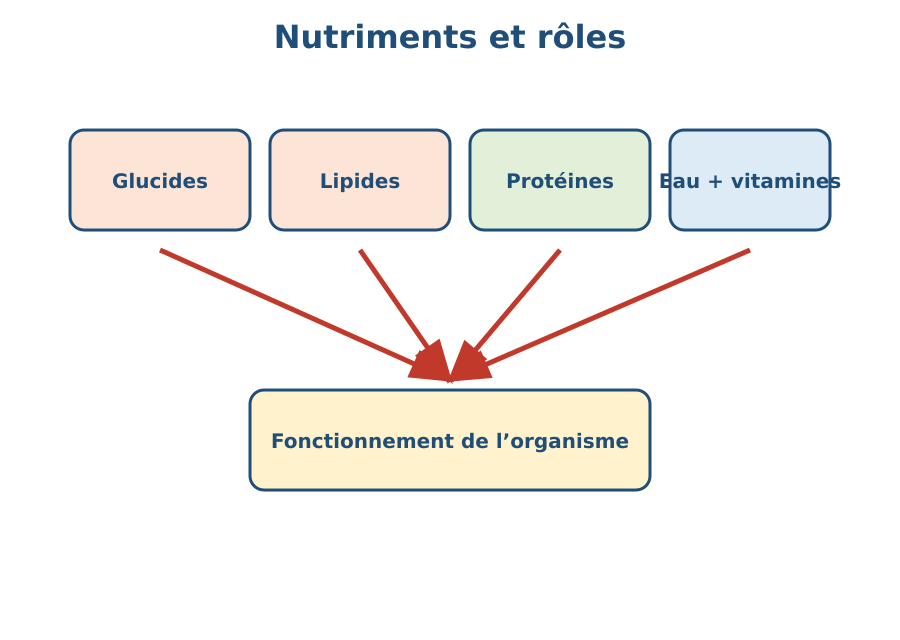 Nutriments et rôles
Glucides
Lipides
Protéines
Eau + vitamines
Fonctionnement de l’organisme